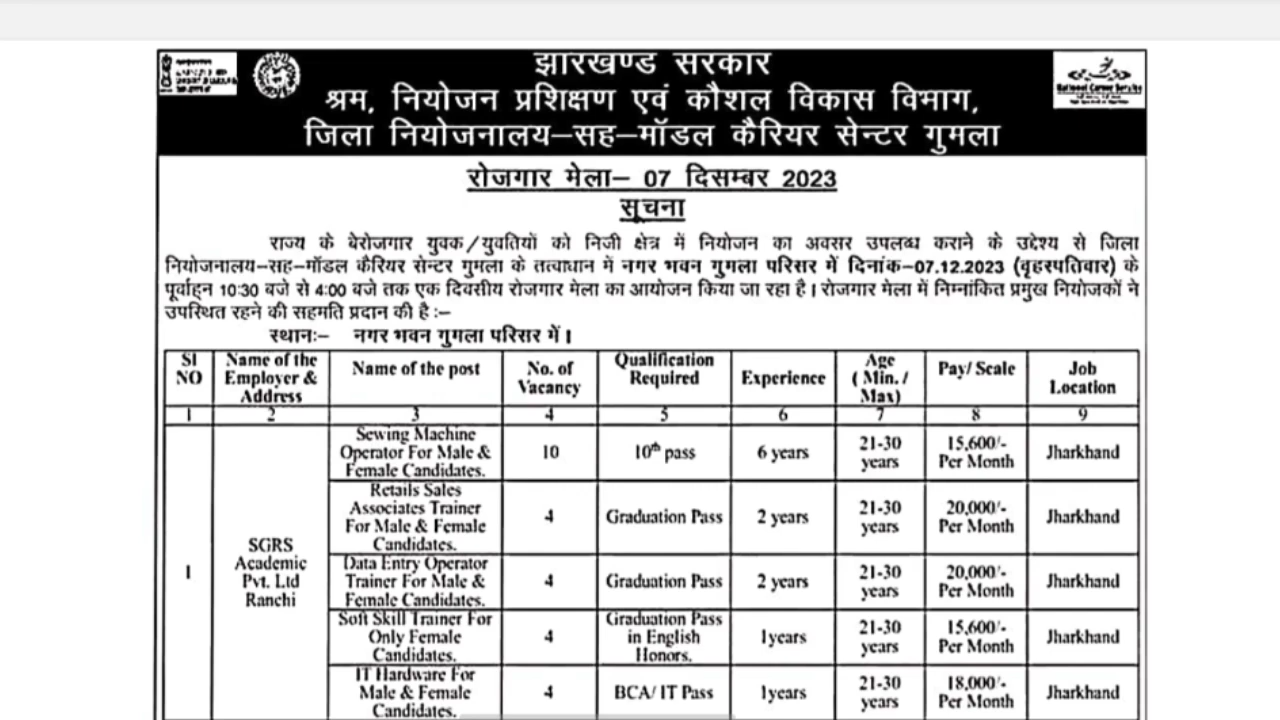 झारखण्ड सरकार
श्रम, नियोजन प्रशिक्षण एवं कौशल विकास विभाग,
जिला नियोजनालय–सह–मॉडल कैरियर सेन्टर गुमला
National Career Service
रोजगार मेला– 07 दिसम्बर 2023
सूचना
राज्य के बेरोजगार युवक/युवतियों को निजी क्षेत्र में नियोजन का अवसर उपलब्ध कराने के उद्देश्य से जिला
नियोजनालय–सह–मॉडल कैरियर सेन्टर गुमला के तत्वाधान में नगर भवन गुमला परिसर में दिनांक–07.12.2023 (वृहस्पतिवार) के
पूर्वाहन 10:30 बजे से 4:00 बजे तक एक दिवसीय रोजगार मेला का आयोजन किया जा रहा है। रोजगार मेला में निम्नांकित प्रमुख नियोजकों ने
उपस्थित रहने की सहमति प्रदान की है :–
स्थानः– नगर भवन गुमला परिसर में।
Sl NO | Name of the Employer & Address | Name of the post | No. of Vacancy | Qualification Required | Experience | Age ( Min. / Max) | Pay/ Scale | Job Location
1 | 2 | 3 | 4 | 5 | 6 | 7 | 8 | 9
1 | SGRS Academic Pvt. Ltd Ranchi | Sewing Machine Operator For Male & Female Candidates. | 10 | 10th pass | 6 years | 21-30 years | 15,600/- Per Month | Jharkhand
Retails Sales Associates Trainer For Male & Female Candidates. | 4 | Graduation Pass | 2 years | 21-30 years | 20,000/- Per Month | Jharkhand
Data Entry Operator Trainer For Male & Female Candidates. | 4 | Graduation Pass | 2 years | 21-30 years | 20,000/- Per Month | Jharkhand
Soft Skill Trainer For Only Female Candidates. | 4 | Graduation Pass in English Honors. | 1years | 21-30 years | 15,600/- Per Month | Jharkhand
IT Hardware For Male & Female Candidates. | 4 | BCA/ IT Pass | 1years | 21-30 years | 18,000/- Per Month | Jharkhand